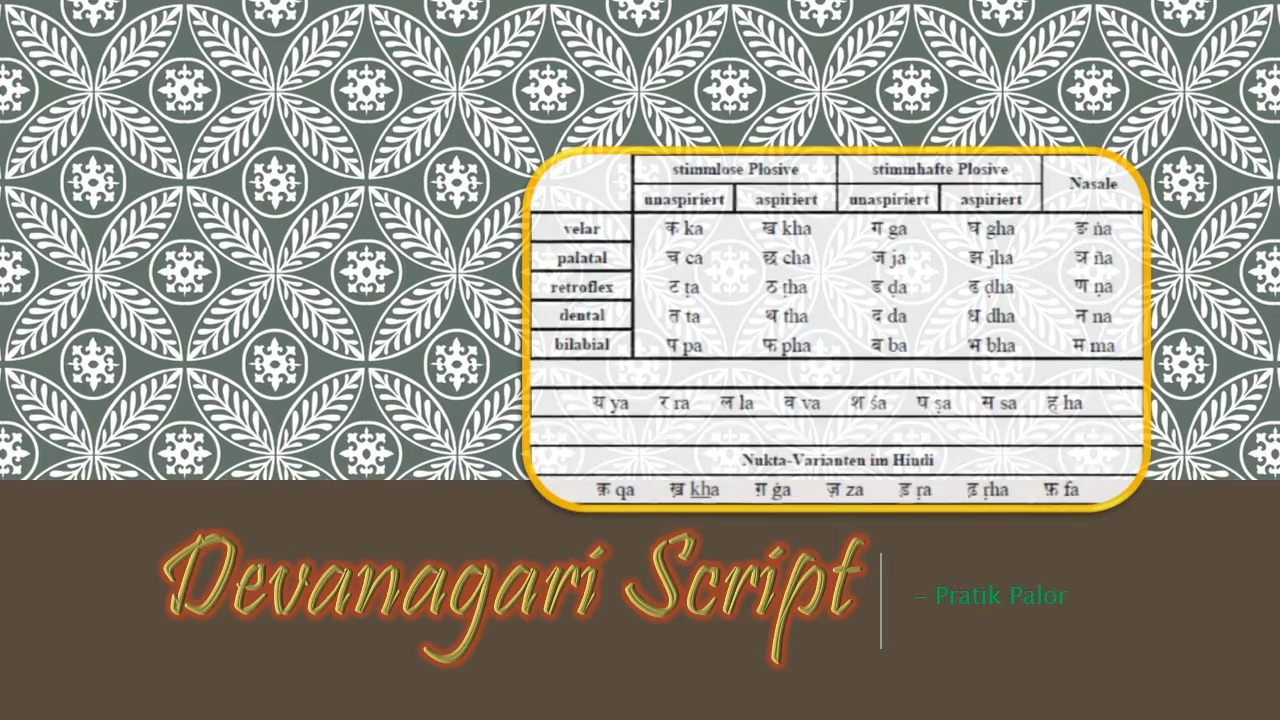 stimmlose Plosive stimmhafte Plosive Nasale
unaspiriert aspiriert unaspiriert aspiriert
velar क ka ख kha ग ga घ gha ङ ṅa
palatal च ca छ cha ज ja झ jha ञ ña
retroflex ट ṭa ठ ṭha ड ḍa ढ ḍha ण ṇa
dental त ta थ tha द da ध dha न na
bilabial प pa फ pha ब ba भ bha म ma
य ya र ra ल la व va श śa ष ṣa स sa ह ha
Nukta-Varianten im Hindi
क़ qa ख़ kha ग़ ġa ज़ za ड़ ṛa ढ़ ṛha फ़ fa
Devanagari Script
– Pratik Palor